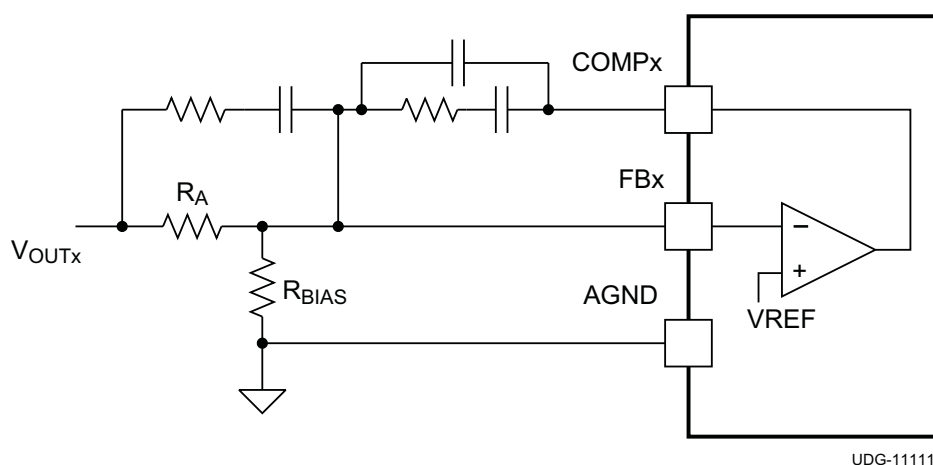 COMPx
FBx
RA
VOUTx
RBIAS
AGND
−
+
VREF
UDG-11111